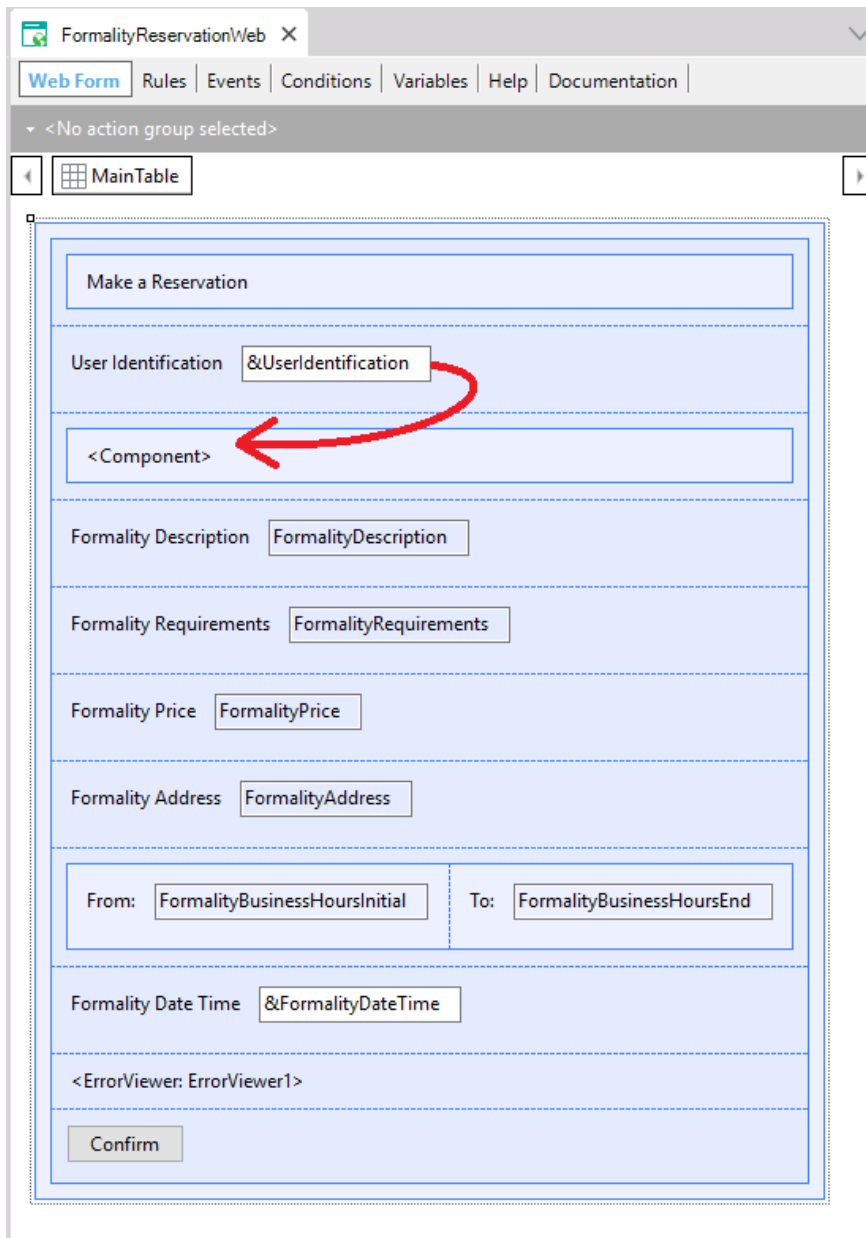 FormalityReservationWeb
Web Form Rules Events Conditions Variables Help Documentation
<No action group selected>
MainTable
Make a Reservation
User Identification &UserIdentification
<Component>
Formality Description FormalityDescription
Formality Requirements FormalityRequirements
Formality Price FormalityPrice
Formality Address FormalityAddress
From: FormalityBusinessHoursInitial To: FormalityBusinessHoursEnd
Formality Date Time &FormalityDateTime
<ErrorViewer: ErrorViewer1>
Confirm